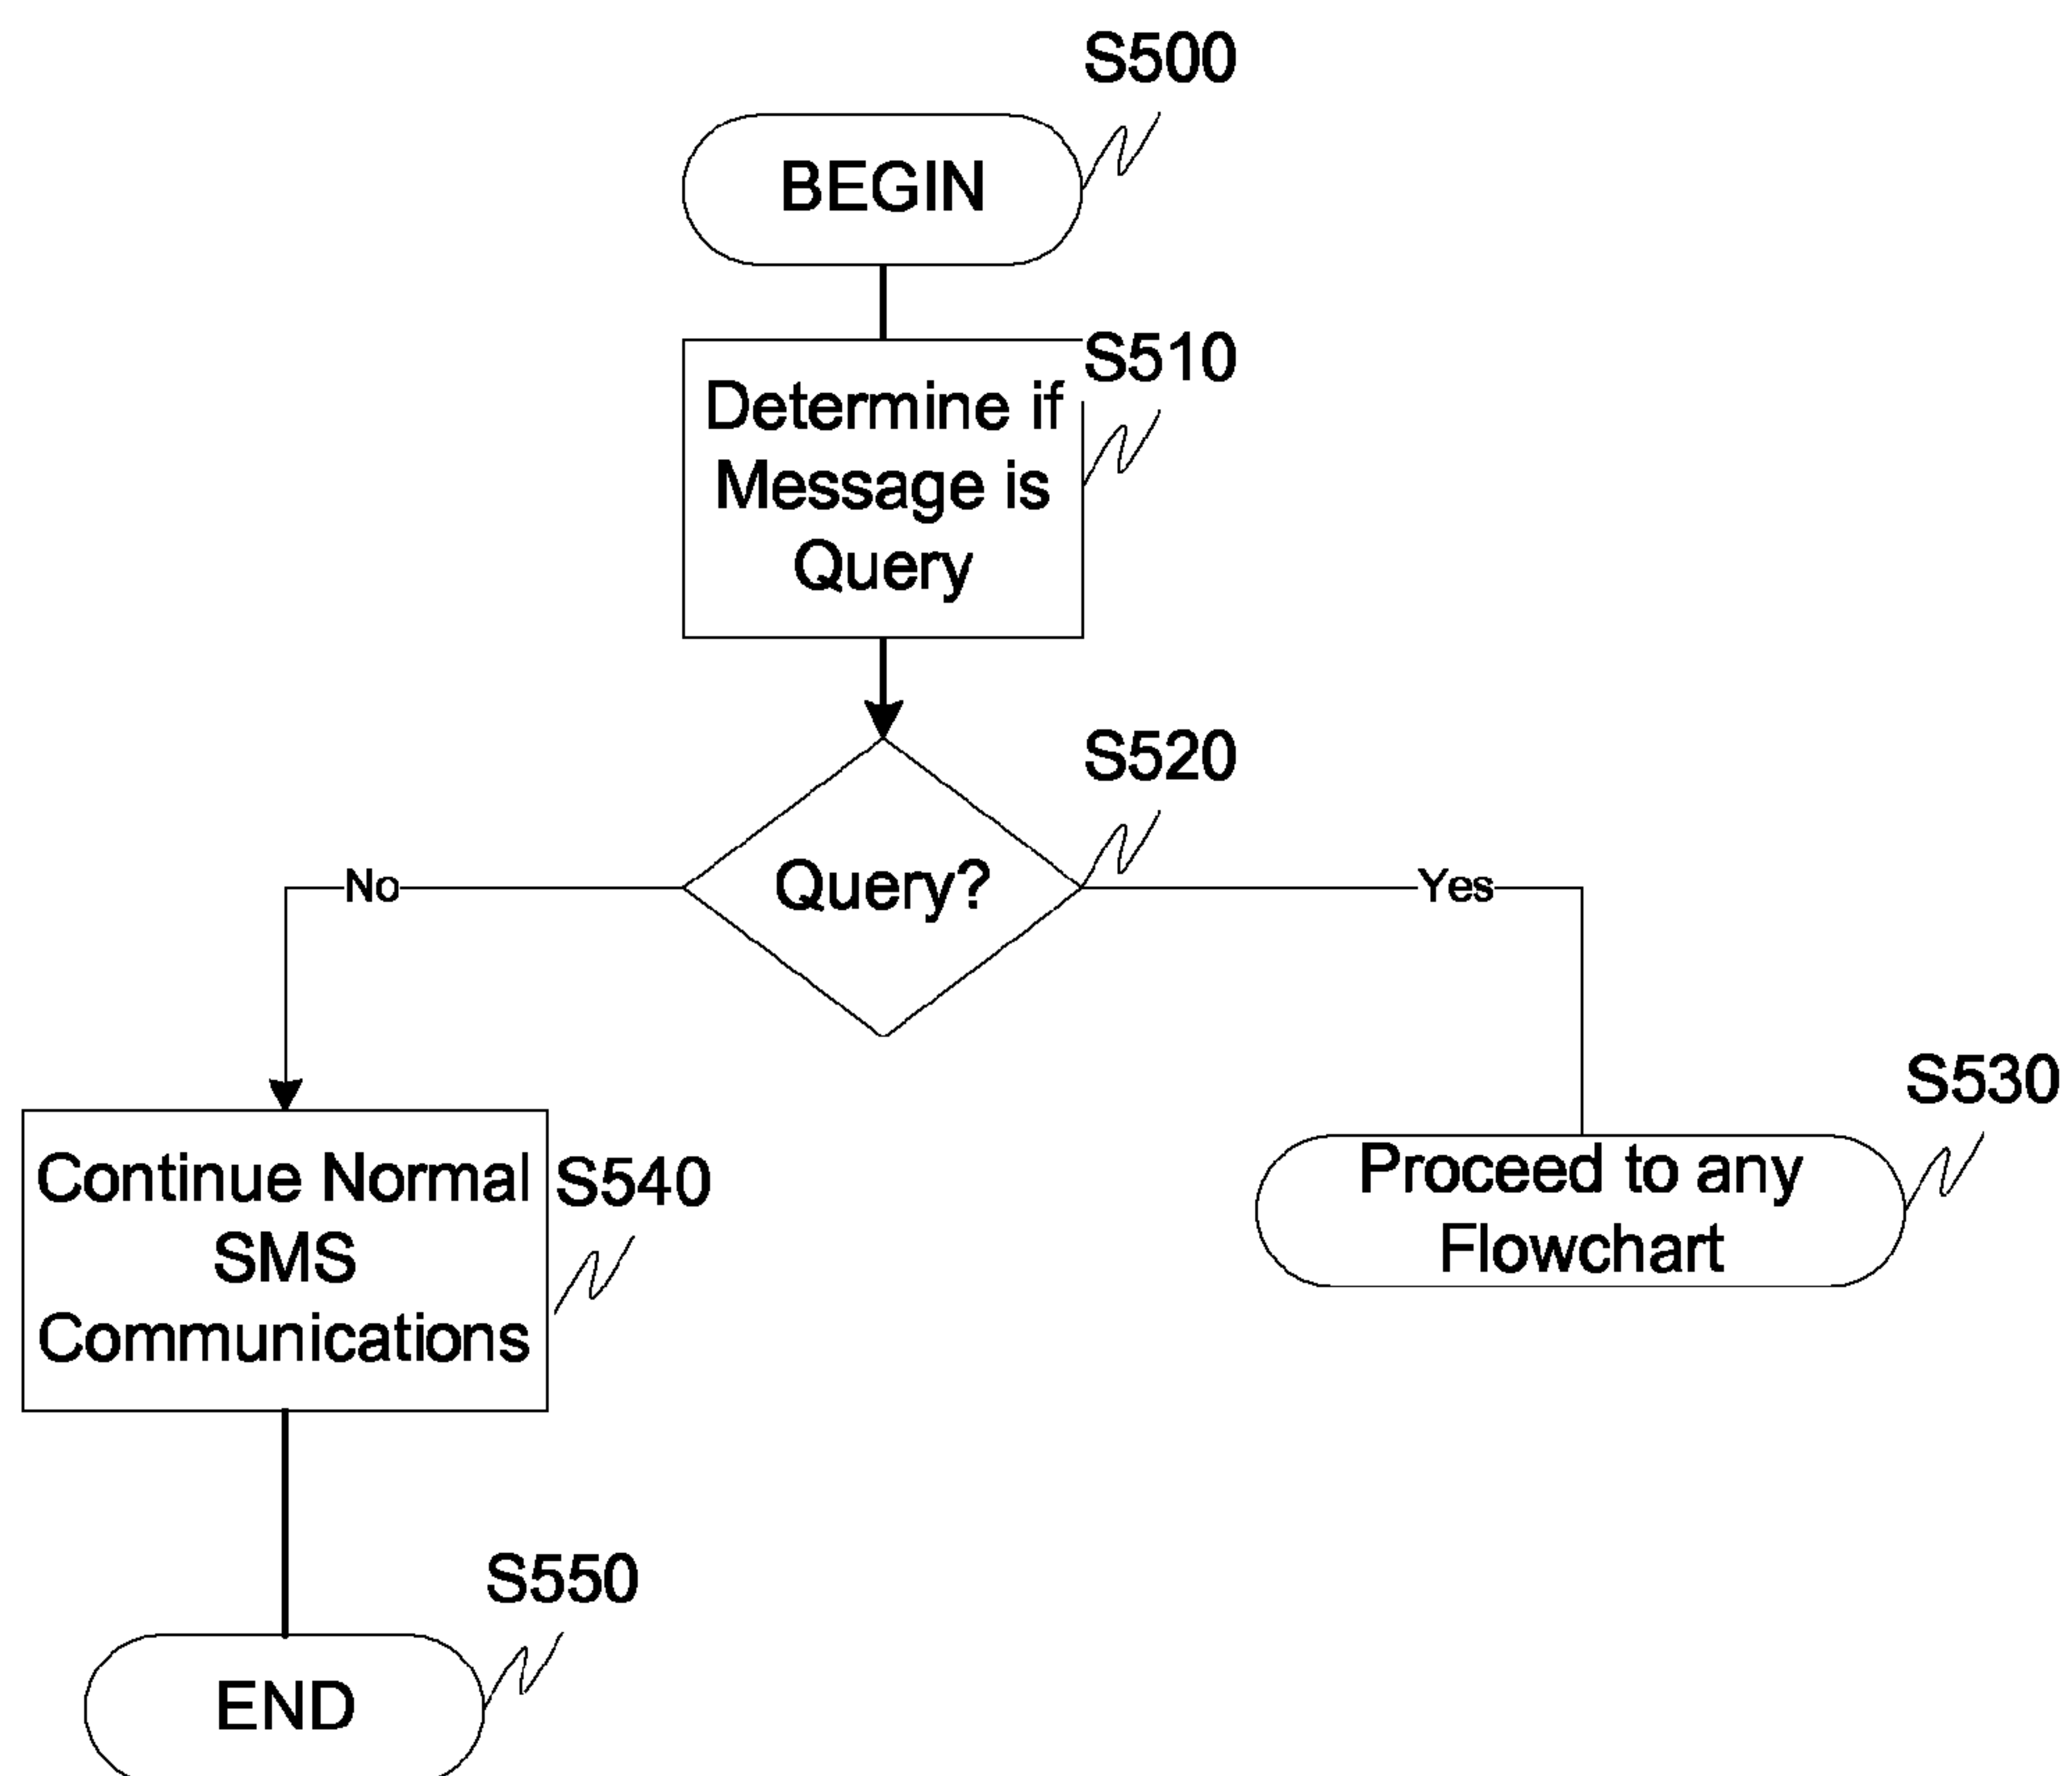 S500
BEGIN
S510
Determine if
Message is
Query
S520
Query?
No
Yes
S530
Proceed to any
Flowchart
S540
Continue Normal
SMS
Communications
S550
END